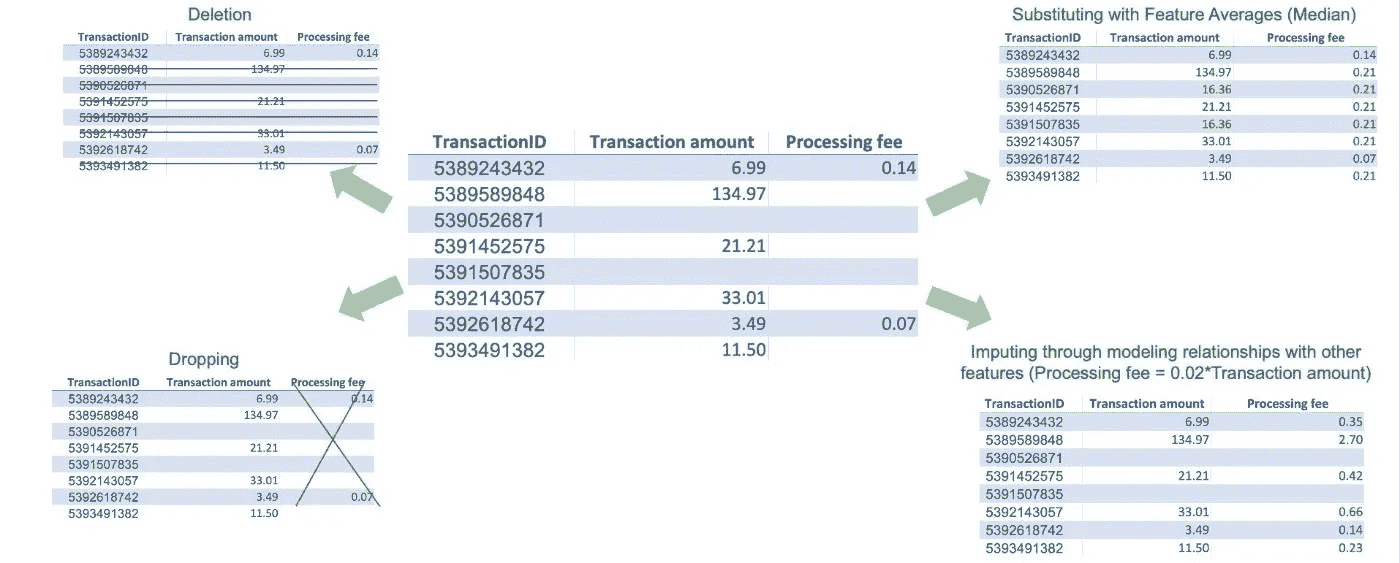 Deletion
TransactionID Transaction amount Processing fee
5389243432 6.99 0.14
5389589848 134.97
5390526871
5391452575 21.21
5391507835
5392143057 33.01
5392618742 3.49 0.07
5393491382 11.50
Substituting with Feature Averages (Median)
TransactionID Transaction amount Processing fee
5389243432 6.99 0.14
5389589848 134.97 0.21
5390526871 16.36 0.21
5391452575 21.21 0.21
5391507835 16.36 0.21
5392143057 33.01 0.21
5392618742 3.49 0.07
5393491382 11.50 0.21
TransactionID Transaction amount Processing fee
5389243432 6.99 0.14
5389589848 134.97
5390526871
5391452575 21.21
5391507835
5392143057 33.01
5392618742 3.49 0.07
5393491382 11.50
Dropping
TransactionID Transaction amount Processing fee
5389243432 6.99 0.14
5389589848 134.97
5390526871
5391452575 21.21
5391507835
5392143057 33.01
5392618742 3.49 0.07
5393491382 11.50
Imputing through modeling relationships with other
features (Processing fee = 0.02*Transaction amount)
TransactionID Transaction amount Processing fee
5389243432 6.99 0.35
5389589848 134.97 2.70
5390526871
5391452575 21.21 0.42
5391507835
5392143057 33.01 0.66
5392618742 3.49 0.14
5393491382 11.50 0.23